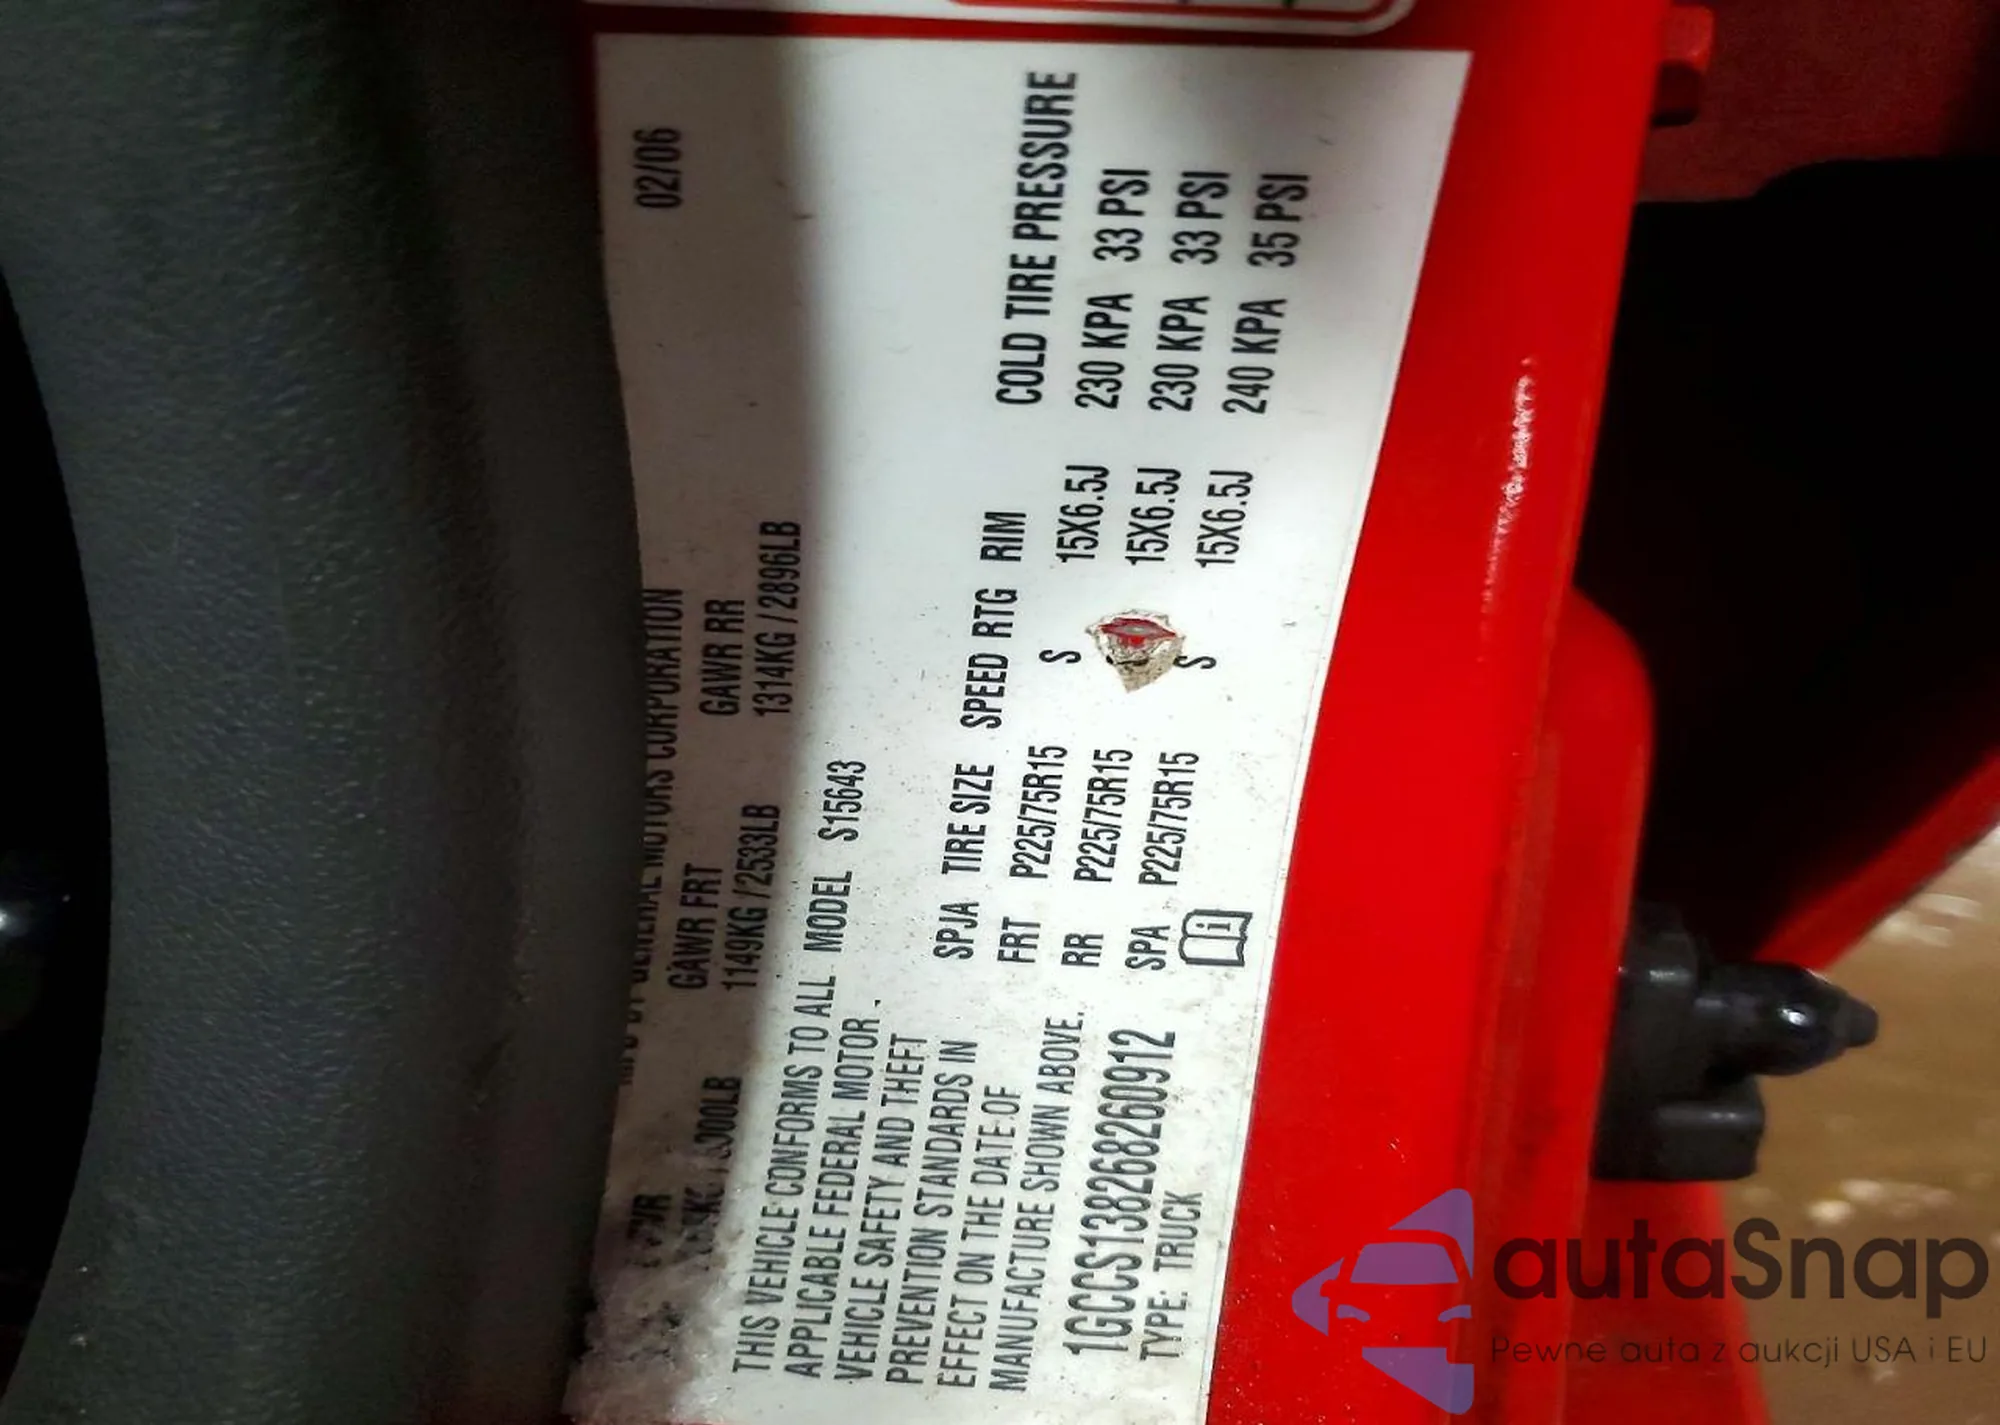 02/06
MOTORS CORPORATION
GAWR FRT GAWR RR
1149KG / 2533LB 1314KG / 2896LB
THIS VEHICLE CONFORMS TO ALL MODEL S15643
APPLICABLE FEDERAL MOTOR
VEHICLE SAFETY AND THEFT
PREVENTION STANDARDS IN
EFFECT ON THE DATE OF
MANUFACTURE SHOWN ABOVE.
1GCCS138268260912
TYPE: TRUCK
SPJA TIRE SIZE SPEED RTG RIM COLD TIRE PRESSURE
FRT P225/75R15 S 15X6.5J 230 KPA 33 PSI
RR P225/75R15 15X6.5J 230 KPA 33 PSI
SPA P225/75R15 S 15X6.5J 240 KPA 35 PSI
i
autaSnap
Pewne auta z aukcji USA i EU